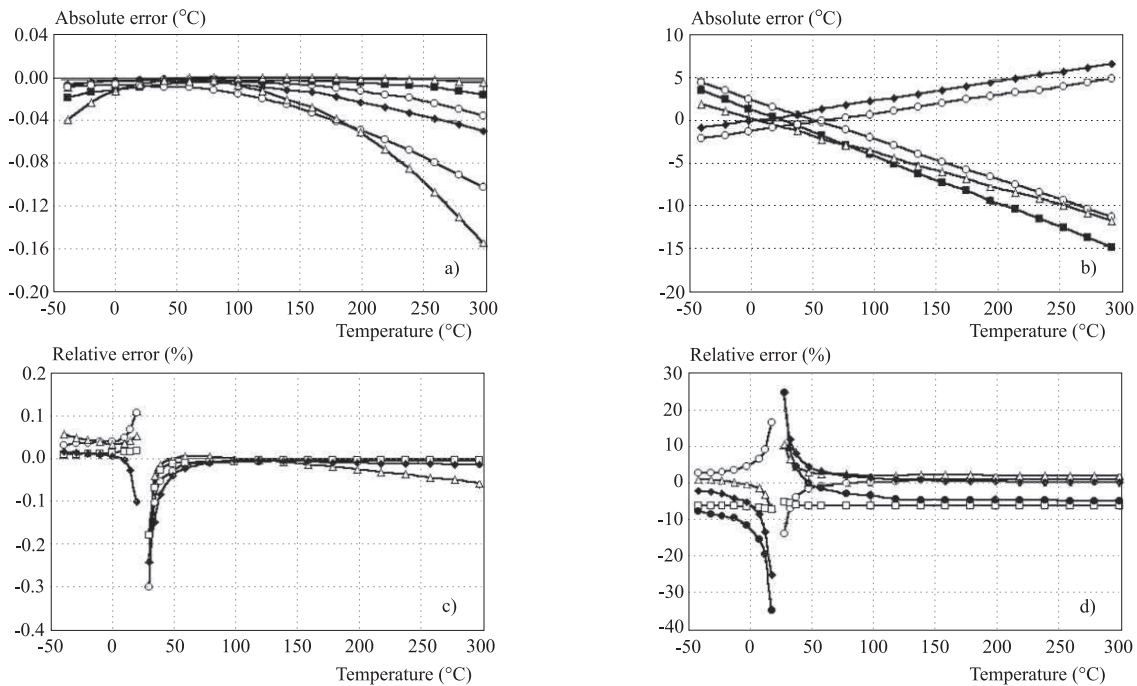 Absolute error (°C)
0.04
0.00
-0.04
-0.08
-0.12
-0.16
-0.20
a)
-50 0 50 100 150 200 250 300
Temperature (°C)
Absolute error (°C)
10
5
0
-5
-10
-15
20
b)
-50 0 50 100 150 200 250 300
Temperature (°C)
Relative error (%)
0.2
0.1
0.0
-0.1
-0.2
-0.3
-0.4
c)
-50 0 50 100 150 200 250 300
Temperature (°C)
Relative error (%)
30
20
10
0
-10
-20
-30
-40
d)
-50 0 50 100 150 200 250 300
Temperature (°C)